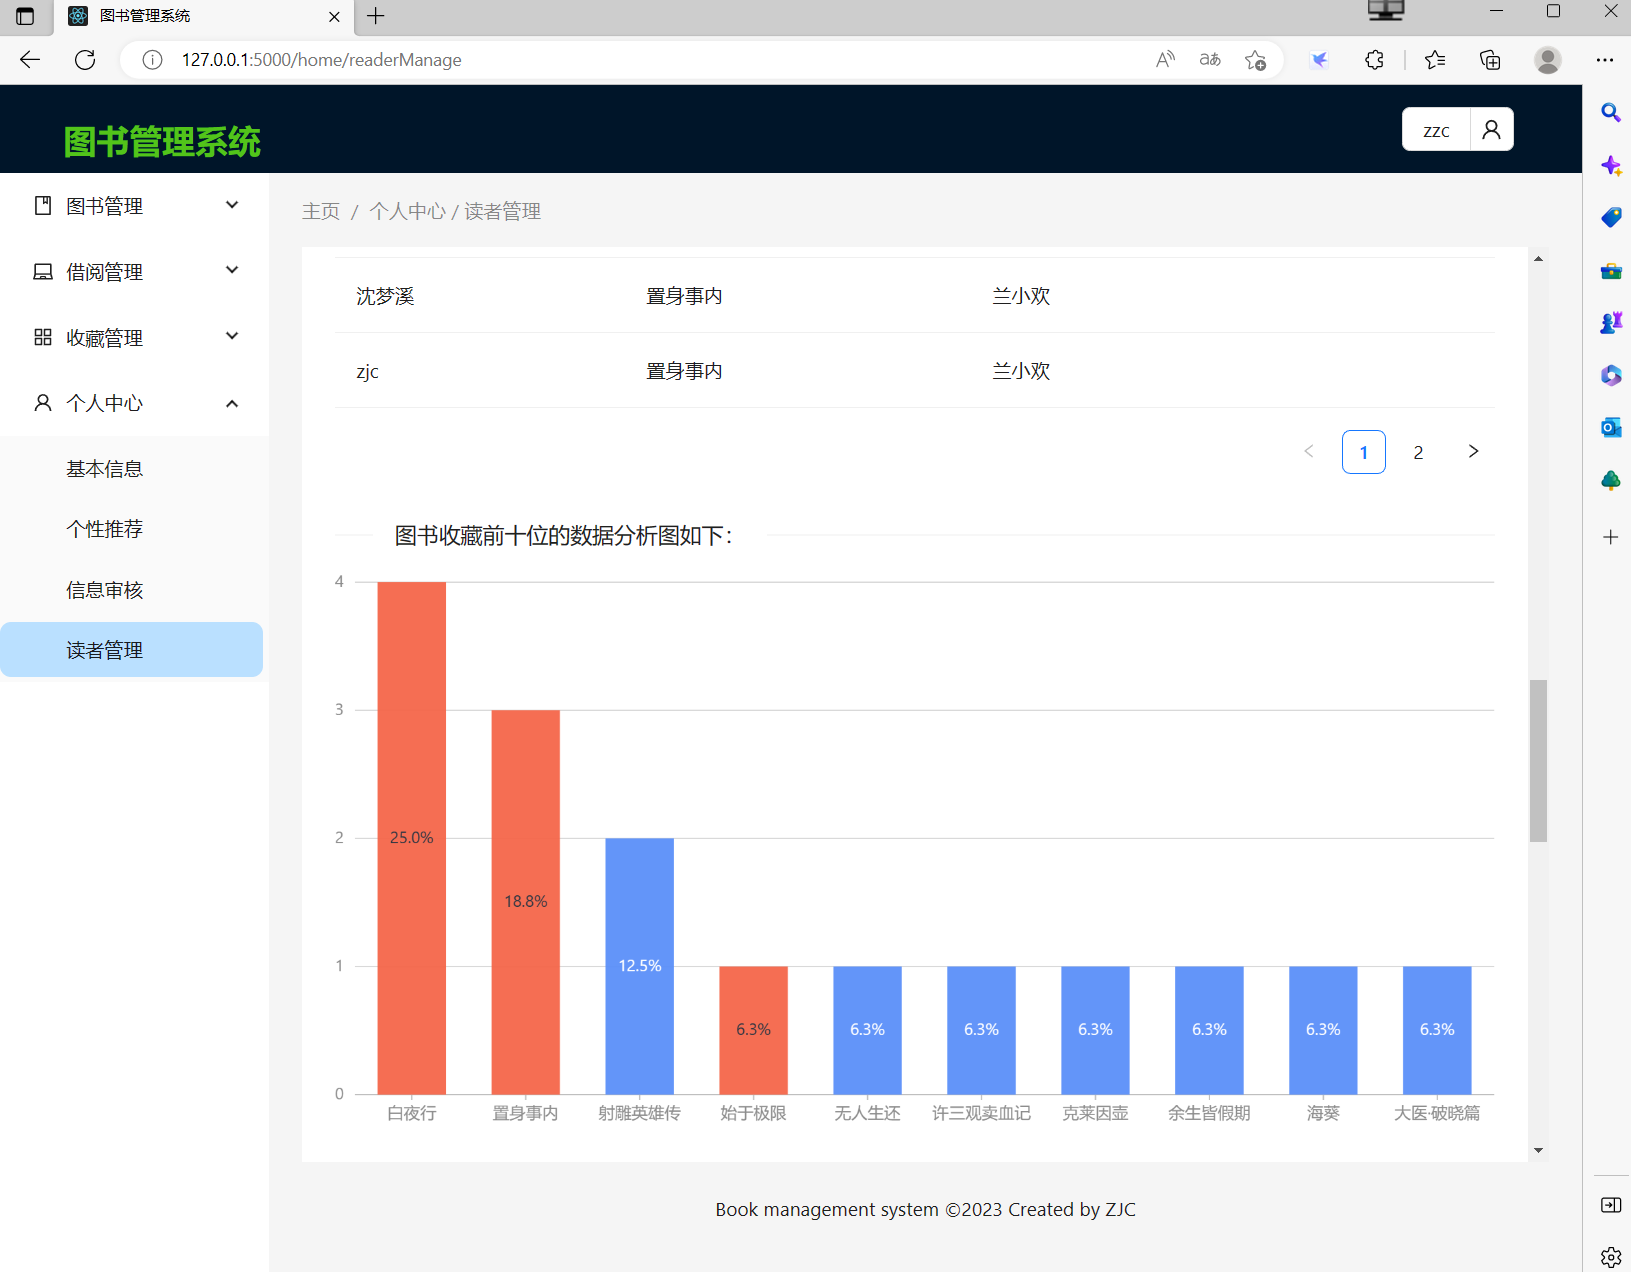 图书管理系统
127.0.0.1:5000/home/readerManage
图书管理系统
zzc
图书管理
借阅管理
收藏管理
个人中心
基本信息
个性推荐
信息审核
读者管理
主页 / 个人中心 / 读者管理
沈梦溪 置身事内 兰小欢
zjc 置身事内 兰小欢
1 2
图书收藏前十位的数据分析图如下：
4
3
2
1
0
25.0% 18.8% 12.5% 6.3% 6.3% 6.3% 6.3% 6.3% 6.3% 6.3%
白夜行 置身事内 射雕英雄传 始于极限 无人生还 许三观卖血记 克莱因壶 余生皆假期 海葵 大医·破晓篇
Book management system ©2023 Created by ZJC